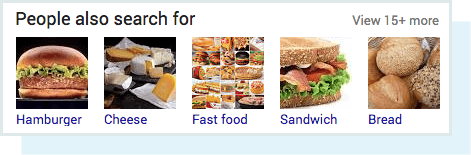 People also search for
View 15+ more
Hamburger
Cheese
Fast food
Sandwich
Bread